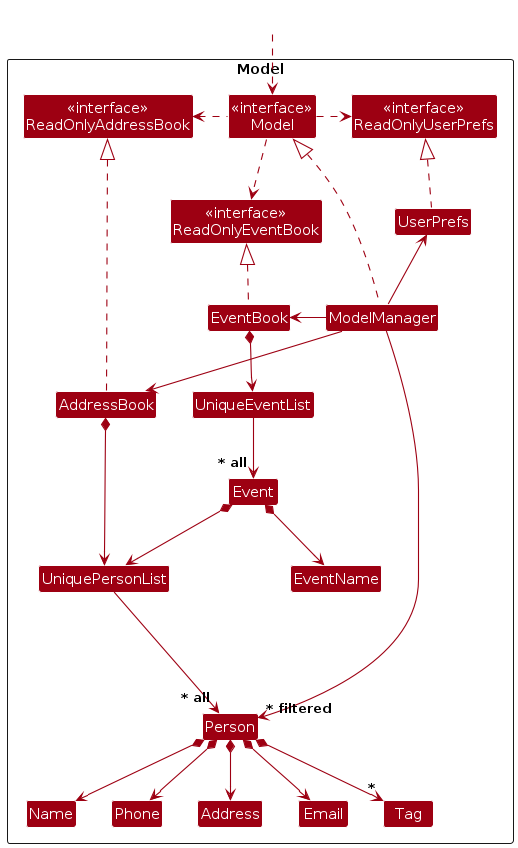 Model
«interface»
ReadOnlyAddressBook
«interface»
Model
«interface»
ReadOnlyUserPrefs
«interface»
ReadOnlyEventBook
UserPrefs
EventBook
ModelManager
AddressBook
UniqueEventList
* all
Event
UniquePersonList
EventName
* all
* filtered
Person
*
Name
Phone
Address
Email
Tag